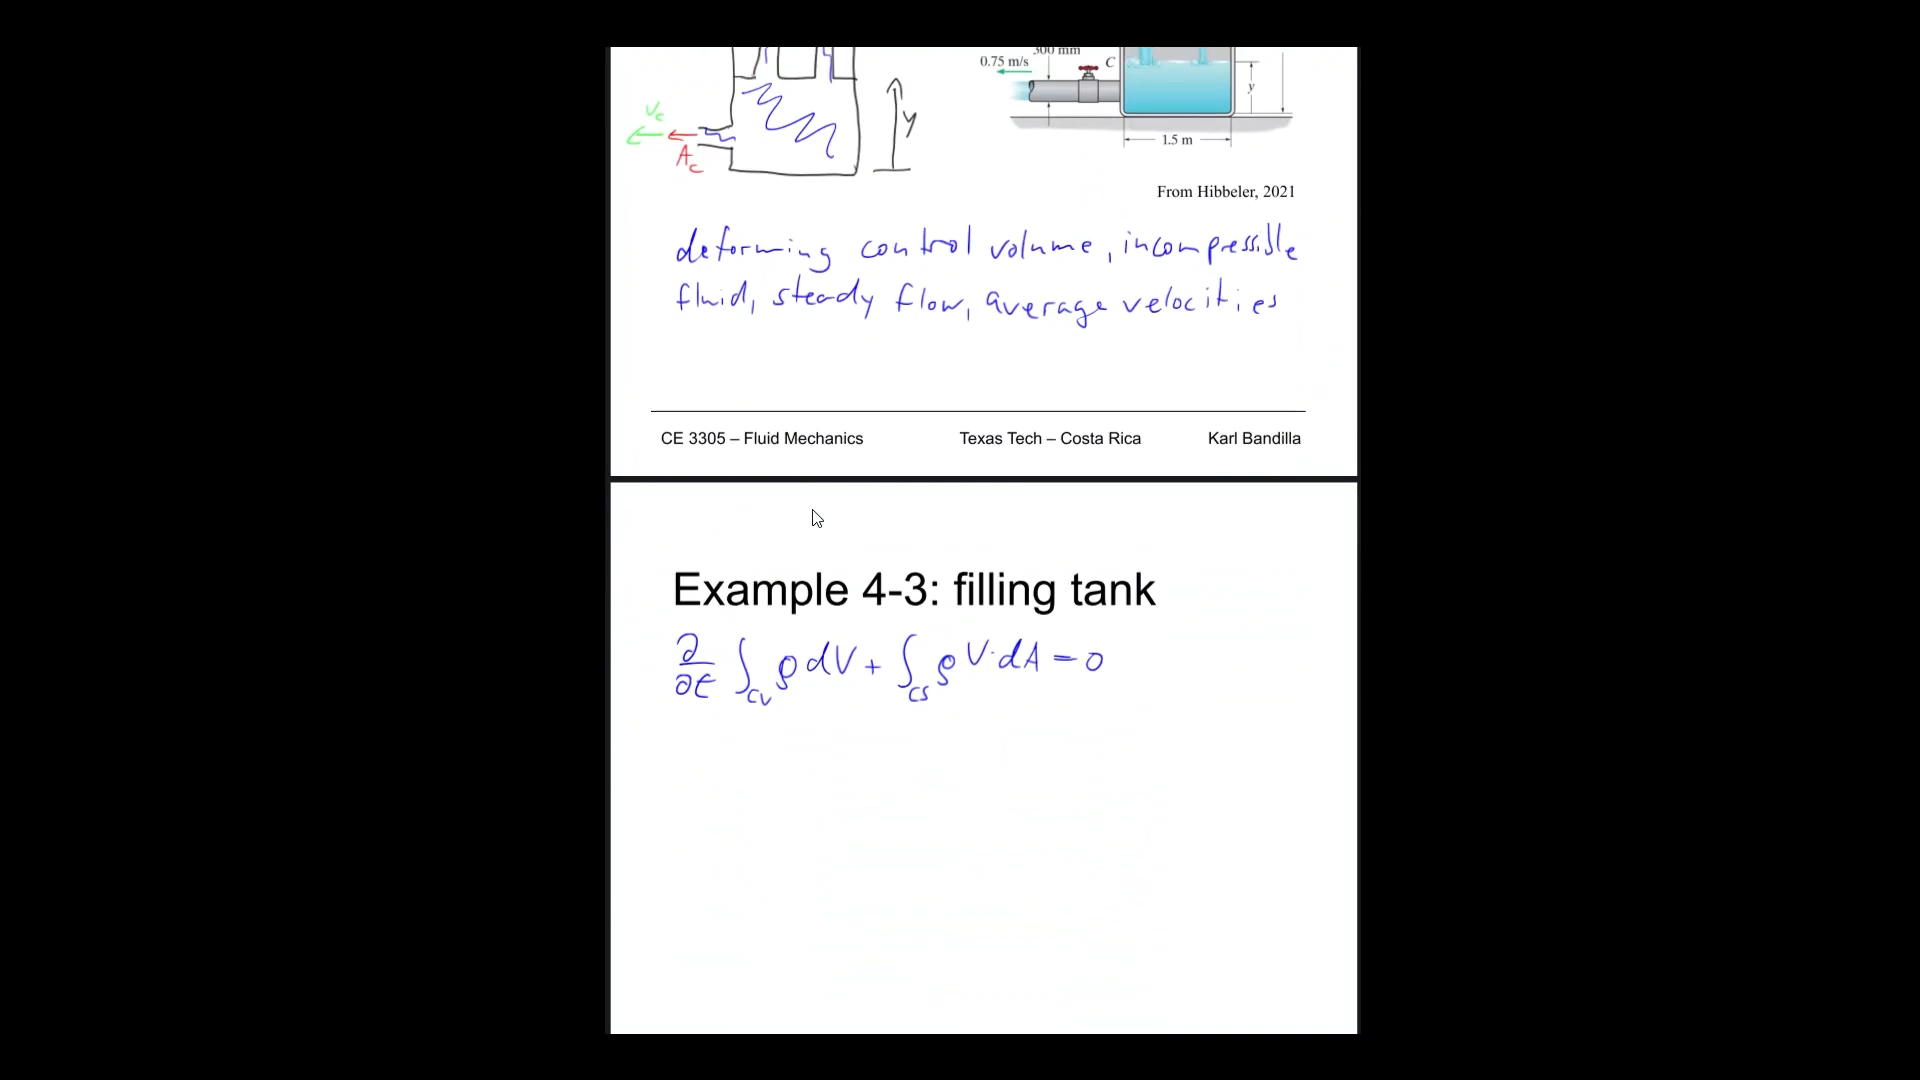 300 mm
0.75 m/s
C
y
Vc
Ac
y
1.5 m
From Hibbeler, 2021
deforming control volume, incompressible
fluid, steady flow, average velocities
CE 3305 – Fluid Mechanics Texas Tech – Costa Rica Karl Bandilla
Example 4-3: filling tank
∂/∂t ∫cv ρ dV + ∫cs ρ V·dA = 0